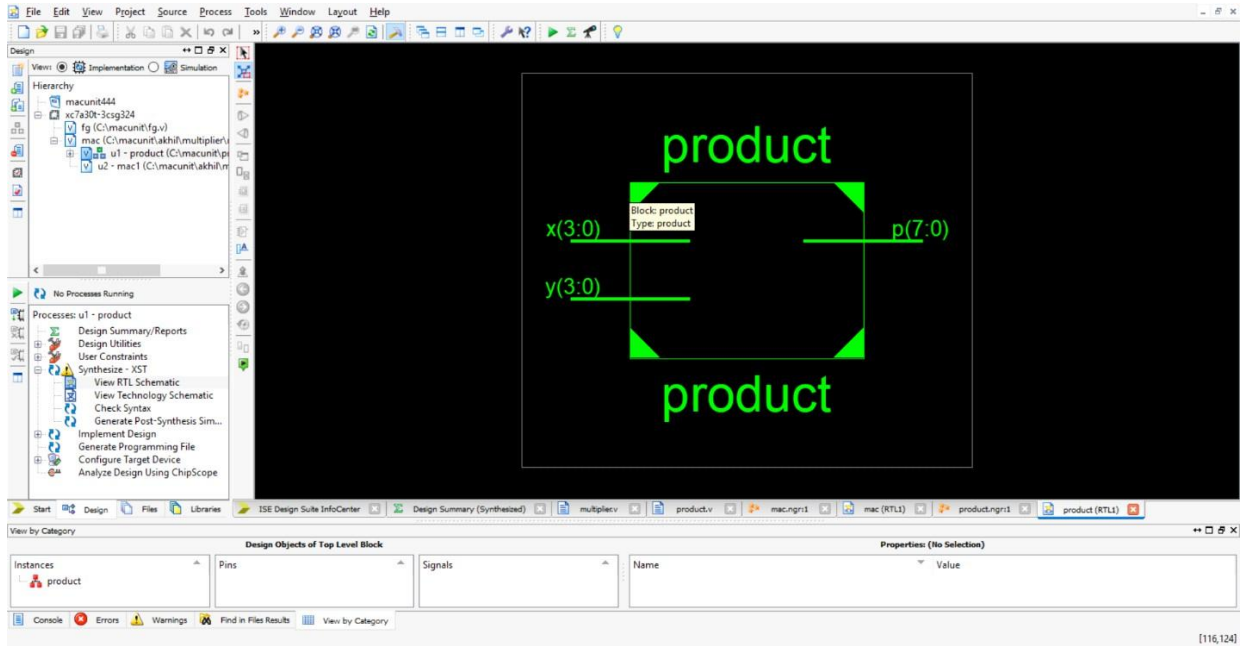 File Edit View Project Source Process Tools Window Layout Help
Design
View: Implementation Simulation
Hierarchy
macunit444
xc7a30t-3csg324
fg (C:\macunit\fg.v)
mac (C:\macunit\akhil\multiplier\
u1 - product (C:\macunit\p
u2 - mac1 (C:\macunit\akhil\m
No Processes Running
Processes: u1 - product
Design Summary/Reports
Design Utilities
User Constraints
Synthesize - XST
View RTL Schematic
View Technology Schematic
Check Syntax
Generate Post-Synthesis Sim...
Implement Design
Generate Programming File
Configure Target Device
Analyze Design Using ChipScope
product
Block: product
Type: product
x(3:0)
p(7:0)
y(3:0)
product
Start Design Files Libraries
ISE Design Suite InfoCenter Design Summary (Synthesized) multiplier.v product.v mac.ngr:1 mac (RTL1) product.ngr:1 product (RTL1)
View by Category
Design Objects of Top Level Block Properties: (No Selection)
Instances Pins Signals Name Value
product
Console Errors Warnings Find in Files Results View by Category
[116,124]